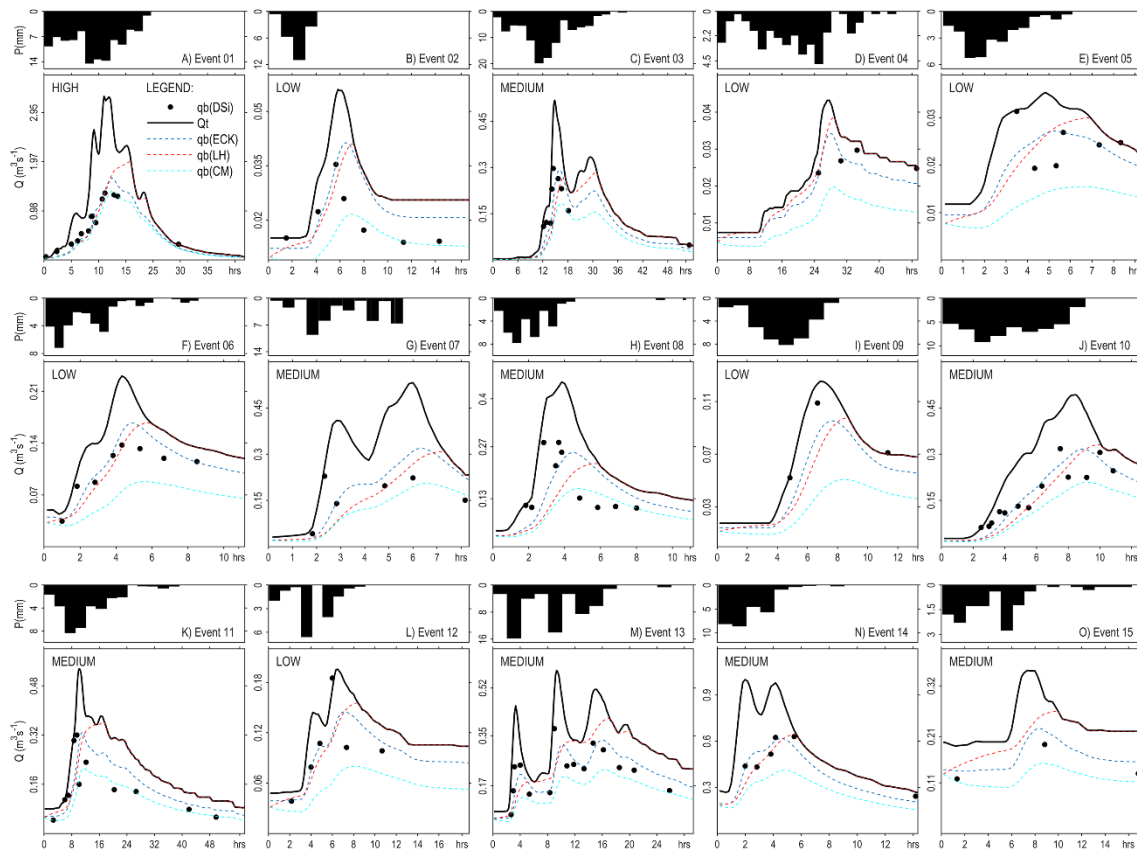 P(mm) 0 7 14 A) Event 01
0 6 12 B) Event 02
0 10 20 C) Event 03
2 4.5 D) Event 04
0 3 6 E) Event 05
HIGH LEGEND:
qb(DSi)
Qt
qb(ECK)
qb(LH)
qb(CM)
Q (m³s⁻¹) 2.95 1.97 0.98
0 10 20 30 40 hrs
LOW
0.05 0.035 0.02
0 2 4 6 8 10 12 14 hrs
MEDIUM
0.45 0.3 0.15
48 0 6 12 18 24 30 36 42 48 hrs
LOW
0.04 0.03 0.02 0.01
0 8 16 24 32 40 48 hrs
LOW
0.03 0.02 0.01
0 1 2 3 4 5 6 7 8 hrs
P(mm) 0 4 8 F) Event 06
0 7 14 G) Event 07
0 4 8 H) Event 08
0 4 8 I) Event 09
0 5 10 J) Event 10
LOW
Q (m³s⁻¹) 0.21 0.14 0.07
0 2 4 6 8 10 hrs
MEDIUM
0.45 0.3 0.15
0 1 2 3 4 5 6 7 hrs
MEDIUM
0.4 0.27 0.13
0 2 4 6 8 10 hrs
LOW
0.11 0.07 0.03
0 2 4 6 8 10 12 hrs
MEDIUM
0.45 0.3 0.15
0 2 4 6 8 10 12 hrs
P(mm) 0 4 8 K) Event 11
0 3 6 L) Event 12
0 8 16 M) Event 13
0 5 10 N) Event 14
0 1.5 3 O) Event 15
MEDIUM
Q (m³s⁻¹) 0.48 0.32 0.16
0 8 16 24 32 40 48 56 hrs
LOW
0.18 0.12 0.06
0 2 4 6 8 10 12 14 16 hrs
MEDIUM
0.52 0.35 0.17
0 4 8 12 16 20 24 28 hrs
MEDIUM
0.9 0.6 0.3
0 2 4 6 8 10 12 14 hrs
MEDIUM
0.32 0.21 0.11
0 2 4 6 8 10 12 hrs